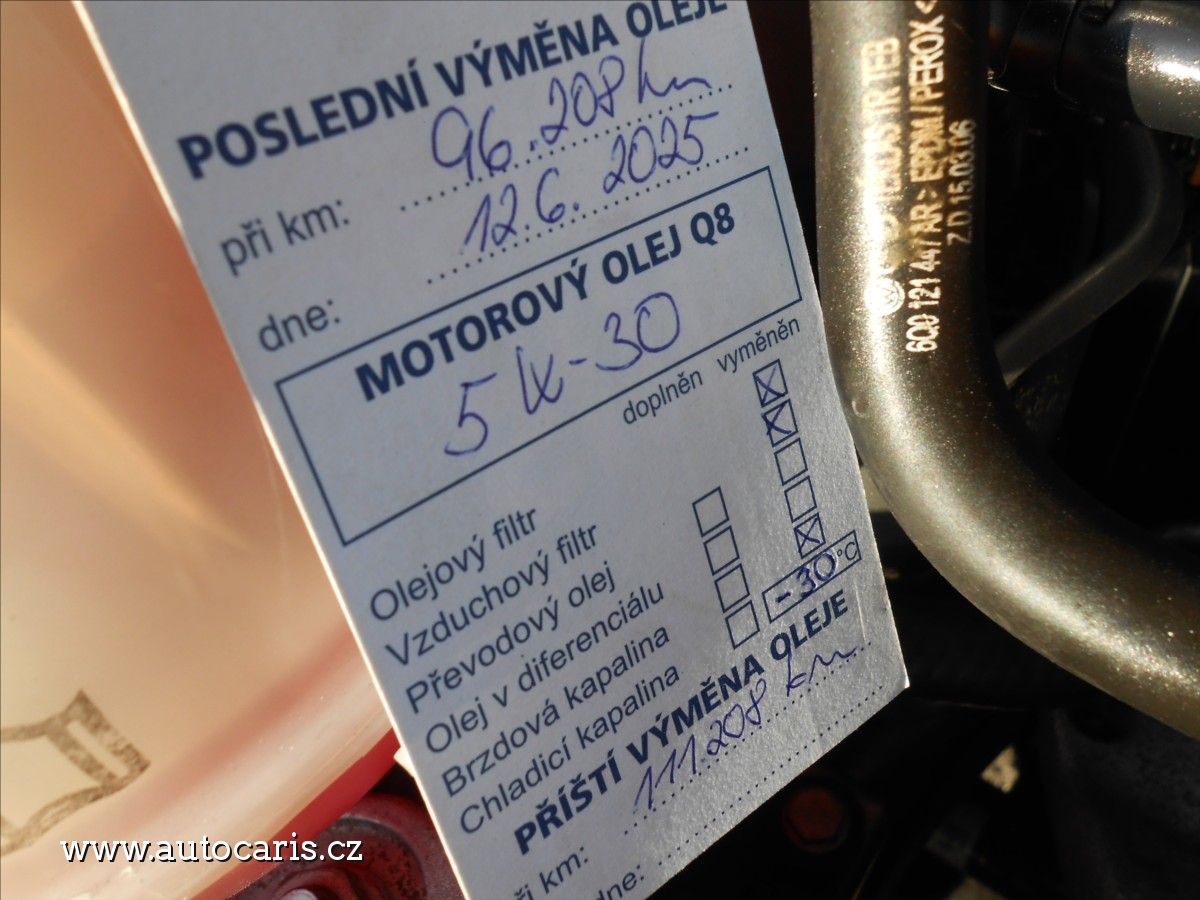 POSLEDNÍ VÝMĚNA OLEJE
při km: 96.208 km
dne: 12.6.2025
MOTOROVÝ OLEJ Q8
5W-30
doplněn vyměněn
Olejový filtr
Vzduchový filtr
Převodový olej
Olej v diferenciálu
Brzdová kapalina
Chladicí kapalina -30 °C
PŘÍŠTÍ VÝMĚNA OLEJE
při km: 111.208 km
dne:
6Q0 121 447 AR > EPDM / PEROX <
Z.D. 15.03.06
www.autocaris.cz